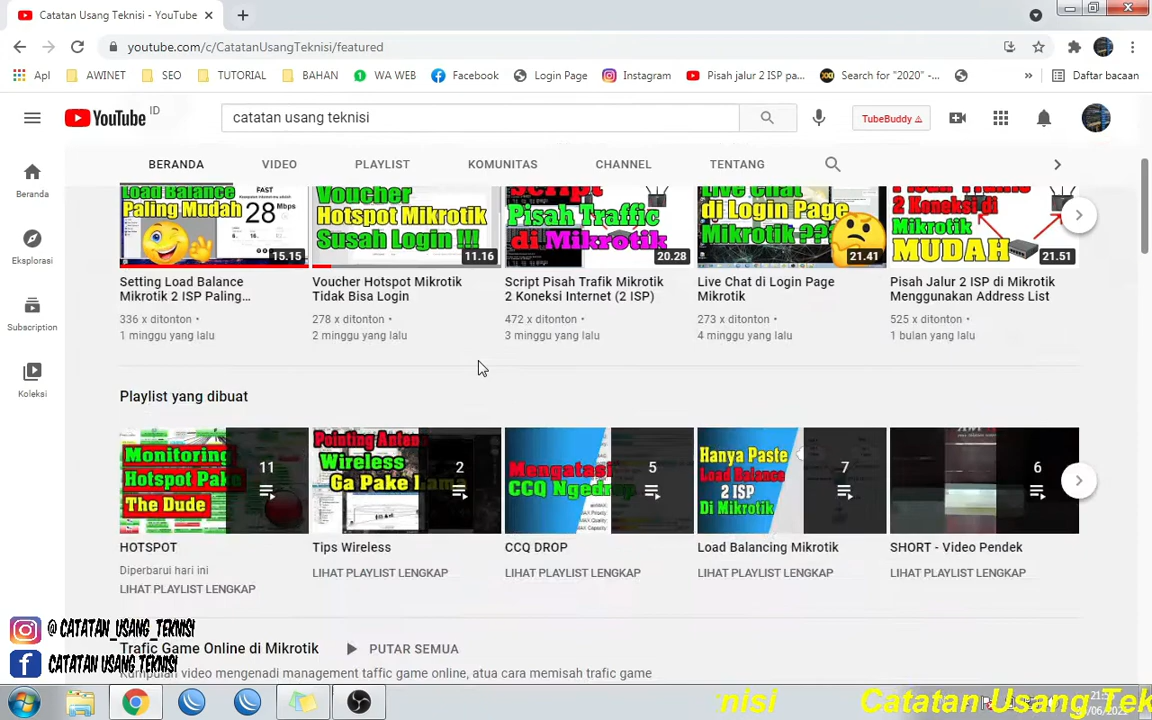 Catatan Usang Teknisi - YouTube
youtube.com/c/CatatanUsangTeknisi/featured
Apl AWINET SEO TUTORIAL BAHAN WA WEB Facebook Login Page Instagram Pisah jalur 2 ISP pa... Search for "2020" -... » Daftar bacaan
YouTube ID
catatan usang teknisi
TubeBuddy
BERANDA VIDEO PLAYLIST KOMUNITAS CHANNEL TENTANG
Beranda
Eksplorasi
Subscription
Koleksi
Load Balance
Paling Mudah
FAST
28 Mbps
15.15
Voucher
Hotspot Mikrotik
Susah Login !!!
11.16
Script
Pisah Traffic
di Mikrotik
20.28
Live Chat
di Login Page
Mikrotik ???
21.41
2 Koneksi di
Mikrotik
MUDAH
21.51
Setting Load Balance
Mikrotik 2 ISP Paling...
336 x ditonton •
1 minggu yang lalu
Voucher Hotspot Mikrotik
Tidak Bisa Login
278 x ditonton •
2 minggu yang lalu
Script Pisah Trafik Mikrotik
2 Koneksi Internet (2 ISP)
472 x ditonton •
3 minggu yang lalu
Live Chat di Login Page
Mikrotik
273 x ditonton •
4 minggu yang lalu
Pisah Jalur 2 ISP di Mikrotik
Menggunakan Address List
525 x ditonton •
1 bulan yang lalu
Playlist yang dibuat
Monitoring
Hotspot Pake
The Dude
11
Pointing Anten
Wireless
Ga Pake Lama
2
Mengatasi
CCQ Ngedrop
5
Hanya Paste
Load Balance
2 ISP
Di Mikrotik
7
6
HOTSPOT
Diperbarui hari ini
LIHAT PLAYLIST LENGKAP
Tips Wireless
LIHAT PLAYLIST LENGKAP
CCQ DROP
LIHAT PLAYLIST LENGKAP
Load Balancing Mikrotik
LIHAT PLAYLIST LENGKAP
SHORT - Video Pendek
LIHAT PLAYLIST LENGKAP
@ CATATAN_USANG_TEKNISI
Trafic Game Online di Mikrotik PUTAR SEMUA
CATATAN USANG TEKNISI
Kumpulan video mengenadi management taffic game online, atua cara memisah trafic game
nisi Catatan Usang Tek